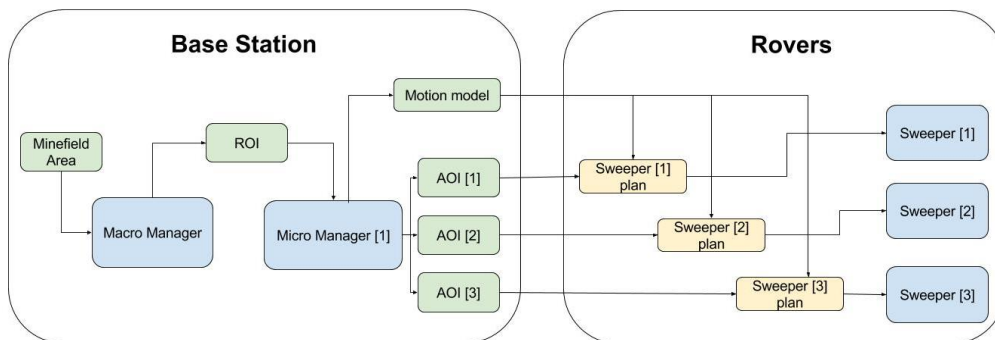 Base Station
Rovers
Motion model
Minefield
Area
ROI
Macro Manager
Micro Manager [1]
AOI [1]
AOI [2]
AOI [3]
Sweeper [1]
plan
Sweeper [2]
plan
Sweeper [3]
plan
Sweeper [1]
Sweeper [2]
Sweeper [3]